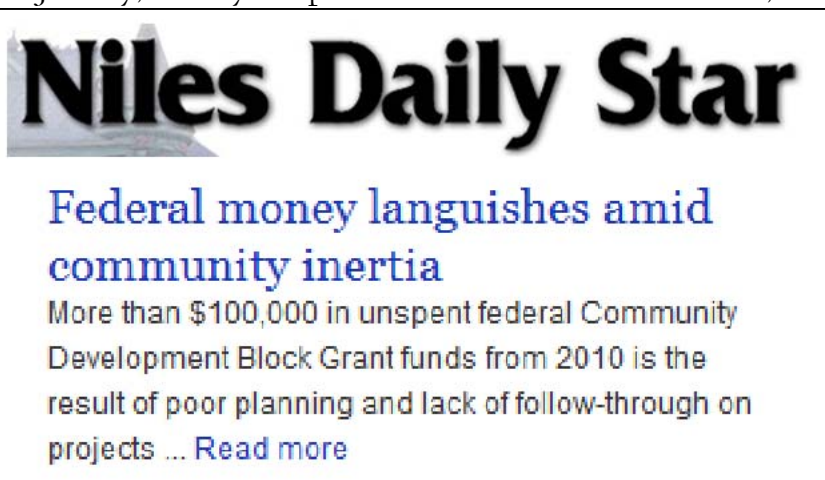 Niles Daily Star
Federal money languishes amid
community inertia
More than $100,000 in unspent federal Community
Development Block Grant funds from 2010 is the
result of poor planning and lack of follow-through on
projects ... Read more